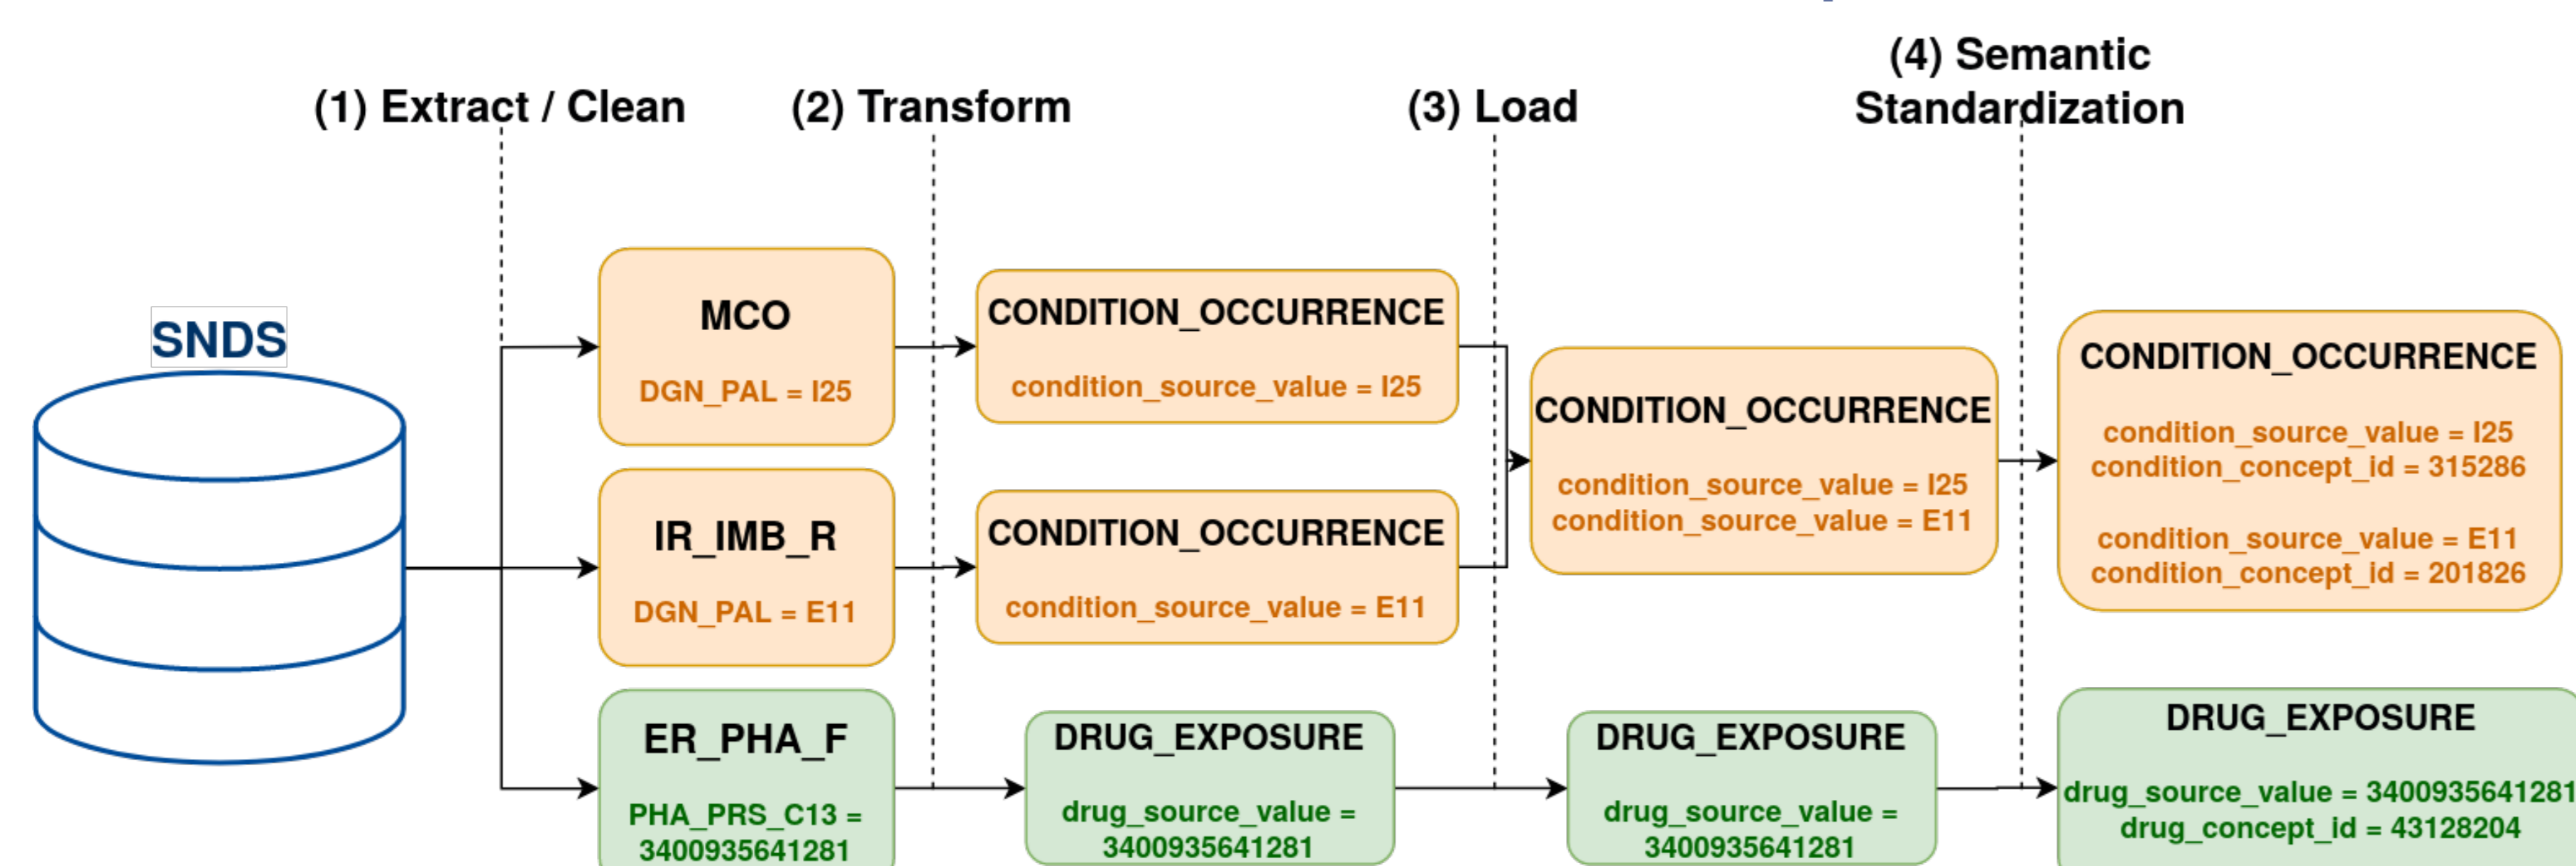 (1) Extract / Clean
(2) Transform
(3) Load
(4) Semantic
Standardization
SNDS
MCO
DGN_PAL = I25
IR_IMB_R
DGN_PAL = E11
ER_PHA_F
PHA_PRS_C13 =
3400935641281
CONDITION_OCCURRENCE
condition_source_value = I25
CONDITION_OCCURRENCE
condition_source_value = E11
DRUG_EXPOSURE
drug_source_value =
3400935641281
CONDITION_OCCURRENCE
condition_source_value = I25
condition_source_value = E11
DRUG_EXPOSURE
drug_source_value =
3400935641281
CONDITION_OCCURRENCE
condition_source_value = I25
condition_concept_id = 315286
condition_source_value = E11
condition_concept_id = 201826
DRUG_EXPOSURE
drug_source_value = 3400935641281
drug_concept_id = 43128204